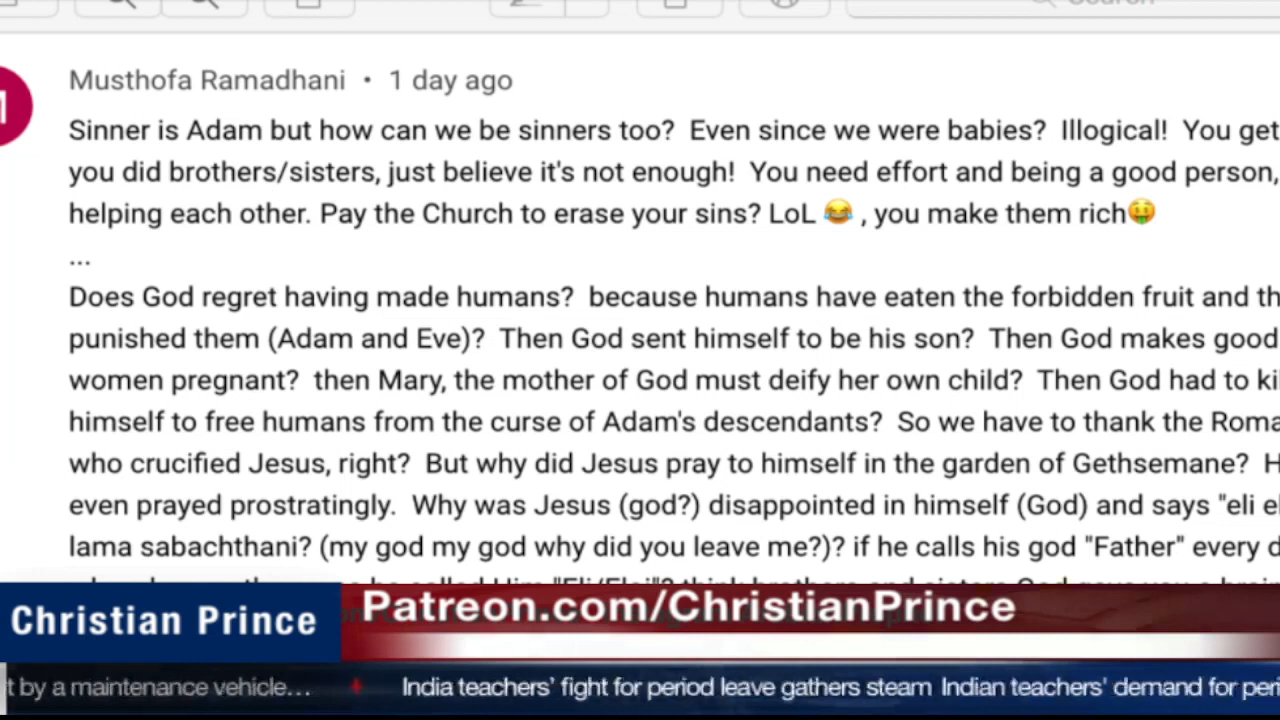 Search
Musthofa Ramadhani • 1 day ago
Sinner is Adam but how can we be sinners too? Even since we were babies? Illogical! You get
you did brothers/sisters, just believe it's not enough! You need effort and being a good person,
helping each other. Pay the Church to erase your sins? LoL 😂 , you make them rich🤑
...
Does God regret having made humans? because humans have eaten the forbidden fruit and th
punished them (Adam and Eve)? Then God sent himself to be his son? Then God makes good
women pregnant? then Mary, the mother of God must deify her own child? Then God had to kil
himself to free humans from the curse of Adam's descendants? So we have to thank the Roma
who crucified Jesus, right? But why did Jesus pray to himself in the garden of Gethsemane? H
even prayed prostratingly. Why was Jesus (god?) disappointed in himself (God) and says "eli el
lama sabachthani? (my god my god why did you leave me?)? if he calls his god "Father" every d
Christian Prince
Patreon.com/ChristianPrince
t by a maintenance vehicle... India teachers' fight for period leave gathers steam Indian teachers' demand for peri